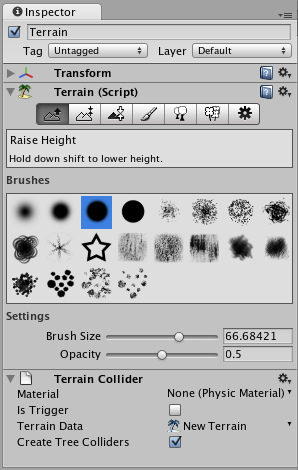 Inspector
Terrain
Tag Untagged Layer Default
Transform
Terrain (Script)
Raise Height
Hold down shift to lower height.
Brushes
Settings
Brush Size 66.68421
Opacity 0.5
Terrain Collider
Material None (Physic Material)
Is Trigger
Terrain Data New Terrain
Create Tree Colliders